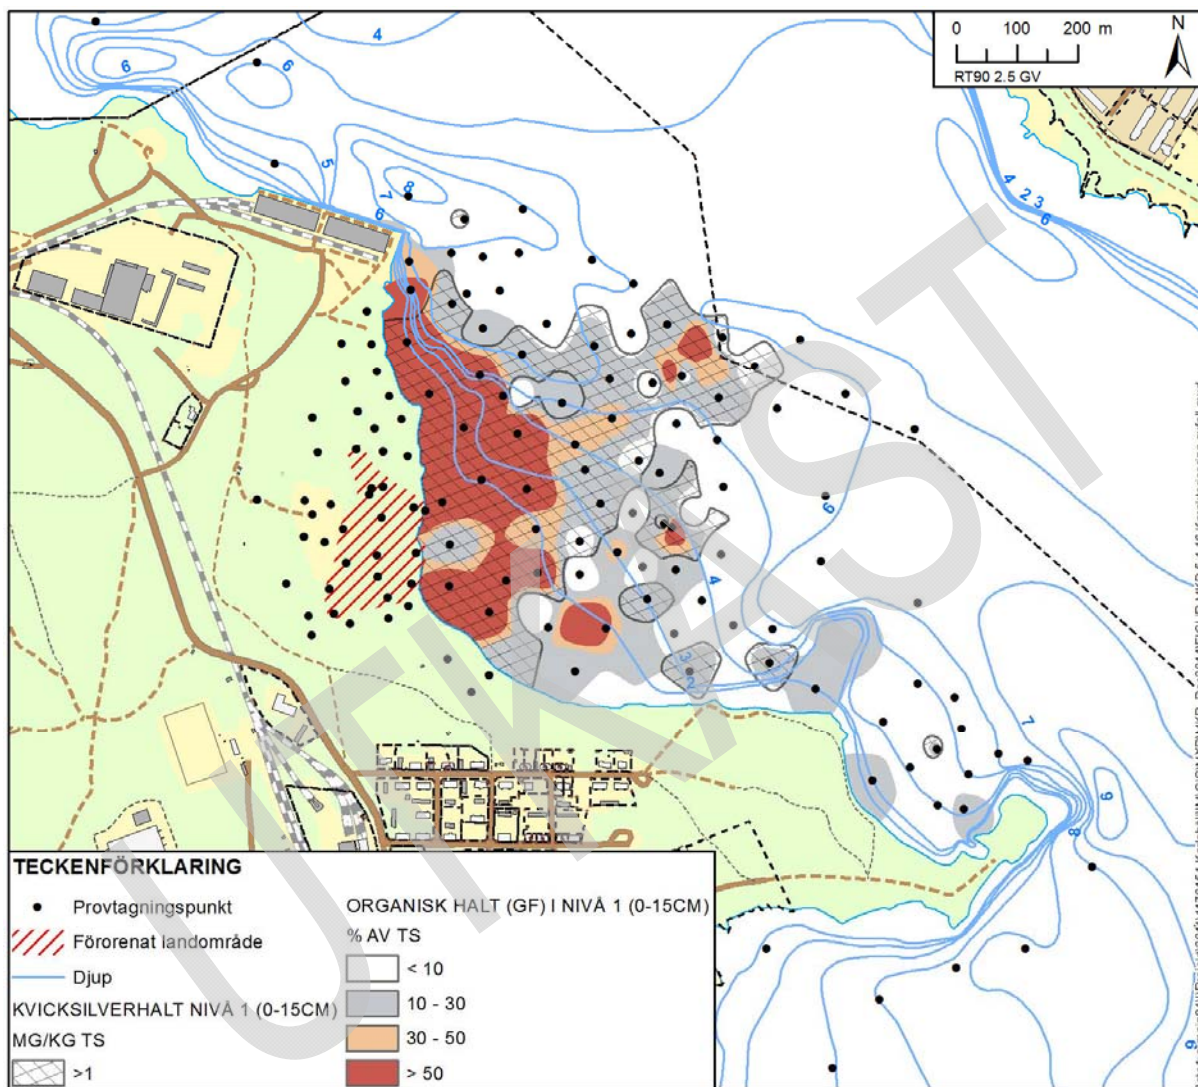 0 100 200 m
N
RT90 2.5 GV
4
6
6
5
8
7
6
4
2
3
6
6
4
3
2
7
9
8
6
UTKAST
TECKENFÖRKLARING
Provtagningspunkt
Förorenat landområde
Djup
KVICKSILVERHALT NIVÅ 1 (0-15CM)
MG/KG TS
>1
ORGANISK HALT (GF) I NIVÅ 1 (0-15CM)
% AV TS
< 10
10 - 30
30 - 50
> 50